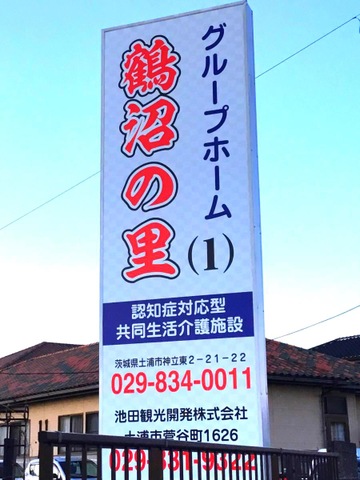 グループホーム
鶴沼の里
(1)
認知症対応型
共同生活介護施設
茨城県土浦市神立東2-21-22
029-834-0011
池田観光開発株式会社
土浦市菅谷町1626
029-831-9322